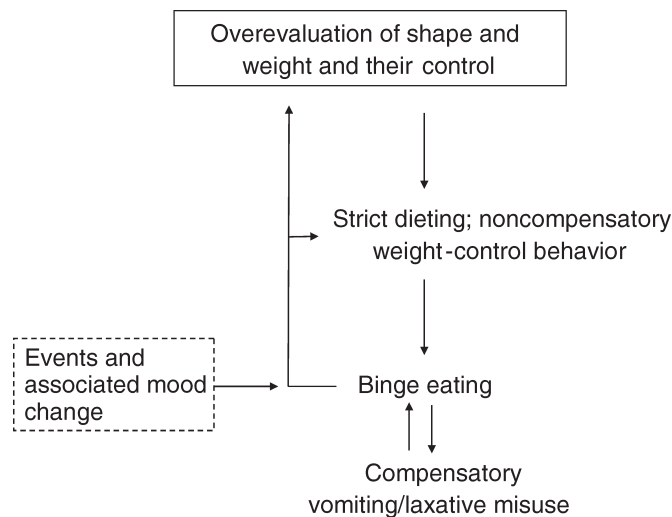 Overevaluation of shape and
weight and their control
Strict dieting; noncompensatory
weight-control behavior
Events and
associated mood
change
Binge eating
Compensatory
vomiting/laxative misuse